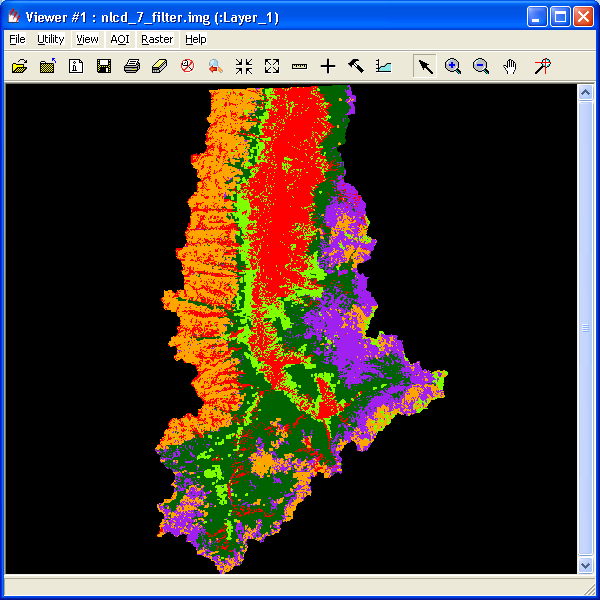 Viewer #1 : nlcd_7_filter.img (:Layer_1)
File Utility View AOI Raster Help